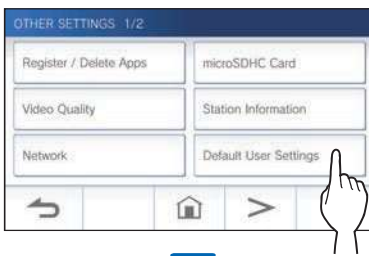 OTHER SETTINGS 1/2
Register / Delete Apps
microSDHC Card
Video Quality
Station Information
Network
Default User Settings